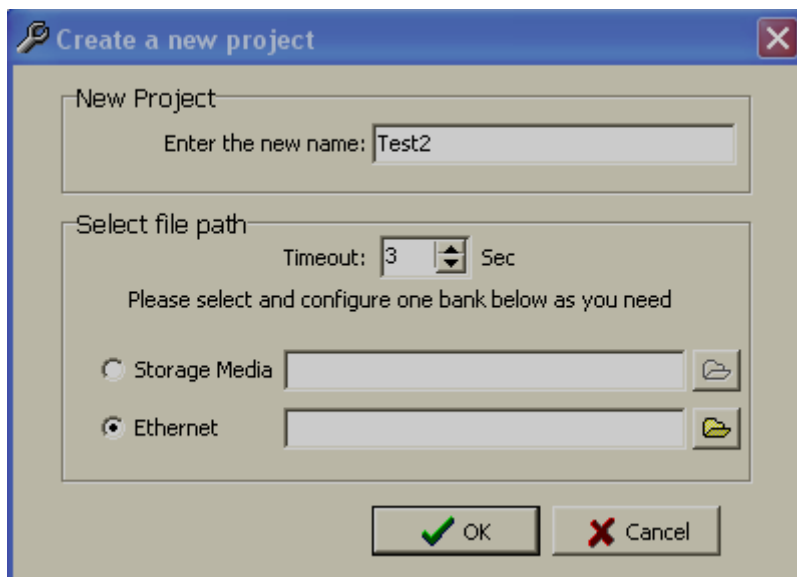 Create a new project
New Project
Enter the new name: Test2
Select file path
Timeout: 3 Sec
Please select and configure one bank below as you need
Storage Media
Ethernet
OK Cancel